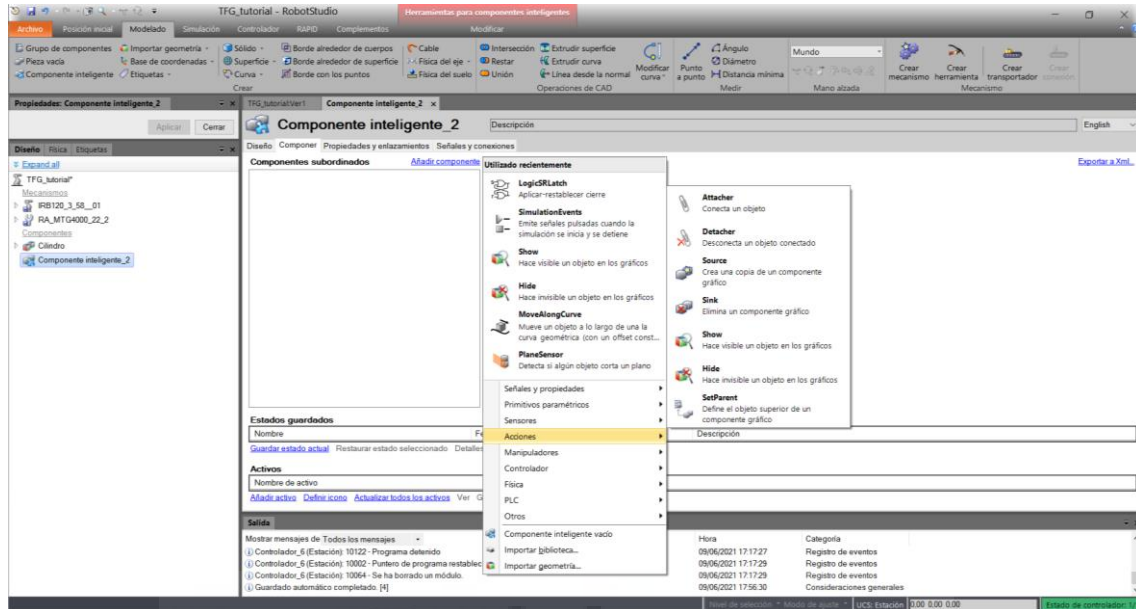 TFG_tutorial - RobotStudio
Herramientas para componentes inteligentes
Archivo Posición inicial Modelado Simulación Controlador RAPID Complementos Modificar
Grupo de componentes Importar geometría Sólido Borde alrededor de cuerpos Cable Intersección Extrudir superficie Ángulo Mundo
Pieza vacía Base de coordenadas Superficie Borde alrededor de superficie Física del eje Restar Extrudir curva Diámetro
Componente inteligente Etiquetas Curva Borde con los puntos Física del suelo Unión Línea desde la normal Distancia mínima
Modificar curva Punto a punto
Crear mecanismo Crear herramienta Crear transportador Crear conexión
Crear Operaciones de CAD Medir Mano alzada Mecanismo
Propiedades: Componente inteligente_2
Aplicar Cerrar
Diseño Física Etiquetas
Expand all
TFG_tutorial*
Mecanismos
IRB120_3_58__01
RA_MTG4000_22_2
Componentes
Cilindro
Componente inteligente_2
TFG_tutorial:Ver1 Componente inteligente_2
Componente inteligente_2 Descripción English
Diseño Componer Propiedades y enlazamientos Señales y conexiones
Componentes subordinados Añadir componente Exportar a Xml...
Utilizado recientemente
LogicSRLatch
Aplicar-restablecer cierre
SimulationEvents
Emite señales pulsadas cuando la
simulación se inicia y se detiene
Show
Hace visible un objeto en los gráficos
Hide
Hace invisible un objeto en los gráficos
MoveAlongCurve
Mueve un objeto a lo largo de una la
curva geométrica (con un offset const...
PlaneSensor
Detecta si algún objeto corta un plano
Señales y propiedades
Primitivos paramétricos
Sensores
Acciones
Manipuladores
Controlador
Física
PLC
Otros
Componente inteligente vacío
Importar biblioteca...
Importar geometría...
Attacher
Conecta un objeto
Detacher
Desconecta un objeto conectado
Source
Crea una copia de un componente
gráfico
Sink
Elimina un componente gráfico
Show
Hace visible un objeto en los gráficos
Hide
Hace invisible un objeto en los gráficos
SetParent
Define el objeto superior de un
componente gráfico
Estados guardados
Nombre Fe Descripción
Guardar estado actual Restaurar estado seleccionado Detalles
Activos
Nombre de activo
Añadir activo Definir icono Actualizar todos los activos Ver G
Salida
Mostrar mensajes de Todos los mensajes Hora Categoría
Controlador_6 (Estación): 10122 - Programa detenido 09/06/2021 17:17:27 Registro de eventos
Controlador_6 (Estación): 10002 - Puntero de programa restablec 09/06/2021 17:17:29 Registro de eventos
Controlador_6 (Estación): 10064 - Se ha borrado un módulo. 09/06/2021 17:17:29 Registro de eventos
Guardado automático completado. [4] 09/06/2021 17:56:30 Consideraciones generales
Nivel de selección Modo de ajuste UCS: Estación 0.00 0.00 0.00 Estado de controlador: